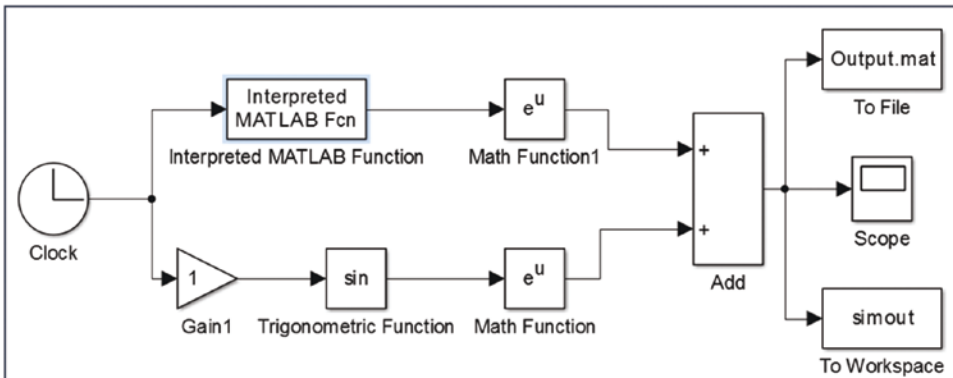 Output.mat
To File
Interpreted
MATLAB Fcn
Interpreted MATLAB Function
e^u
Math Function1
+
+
Add
Scope
Clock
1
Gain1
sin
Trigonometric Function
e^u
Math Function
simout
To Workspace